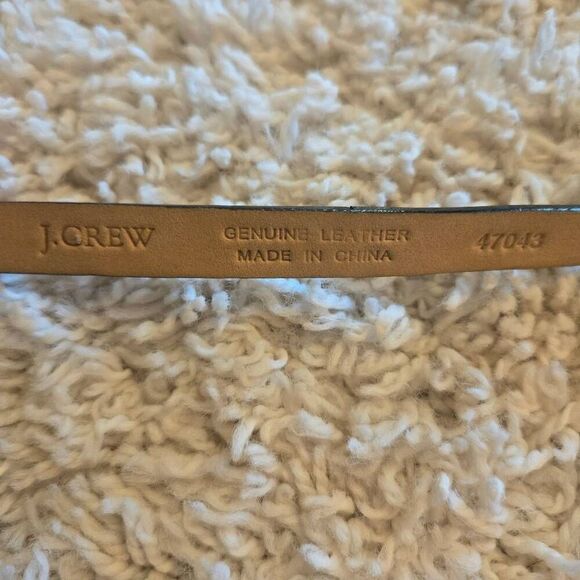 J.CREW
GENUINE LEATHER
MADE IN CHINA
47043